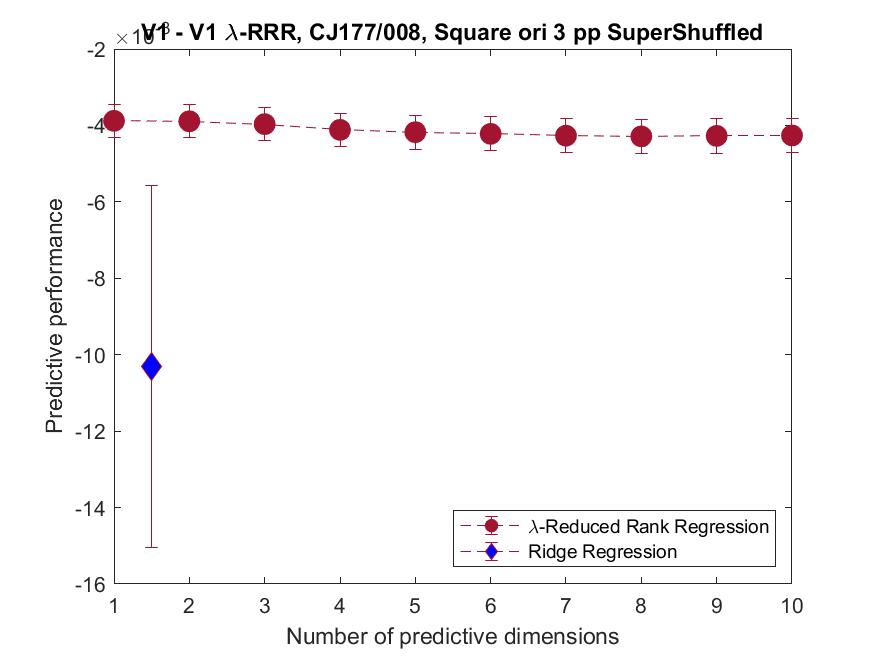 V1 - V1 λ-RRR, CJ177/008, Square ori 3 pp SuperShuffled
-2
-4
-6
-8
-10
-12
-14
-16
Predictive performance
λ-Reduced Rank Regression
Ridge Regression
1 2 3 4 5 6 7 8 9 10
Number of predictive dimensions